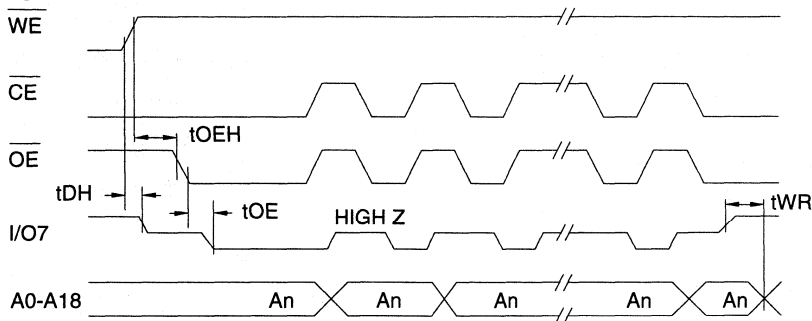 WE
CE
tOEH
OE
tDH
tOE
HIGH Z
tWR
I/O7
A0-A18 An An An An An